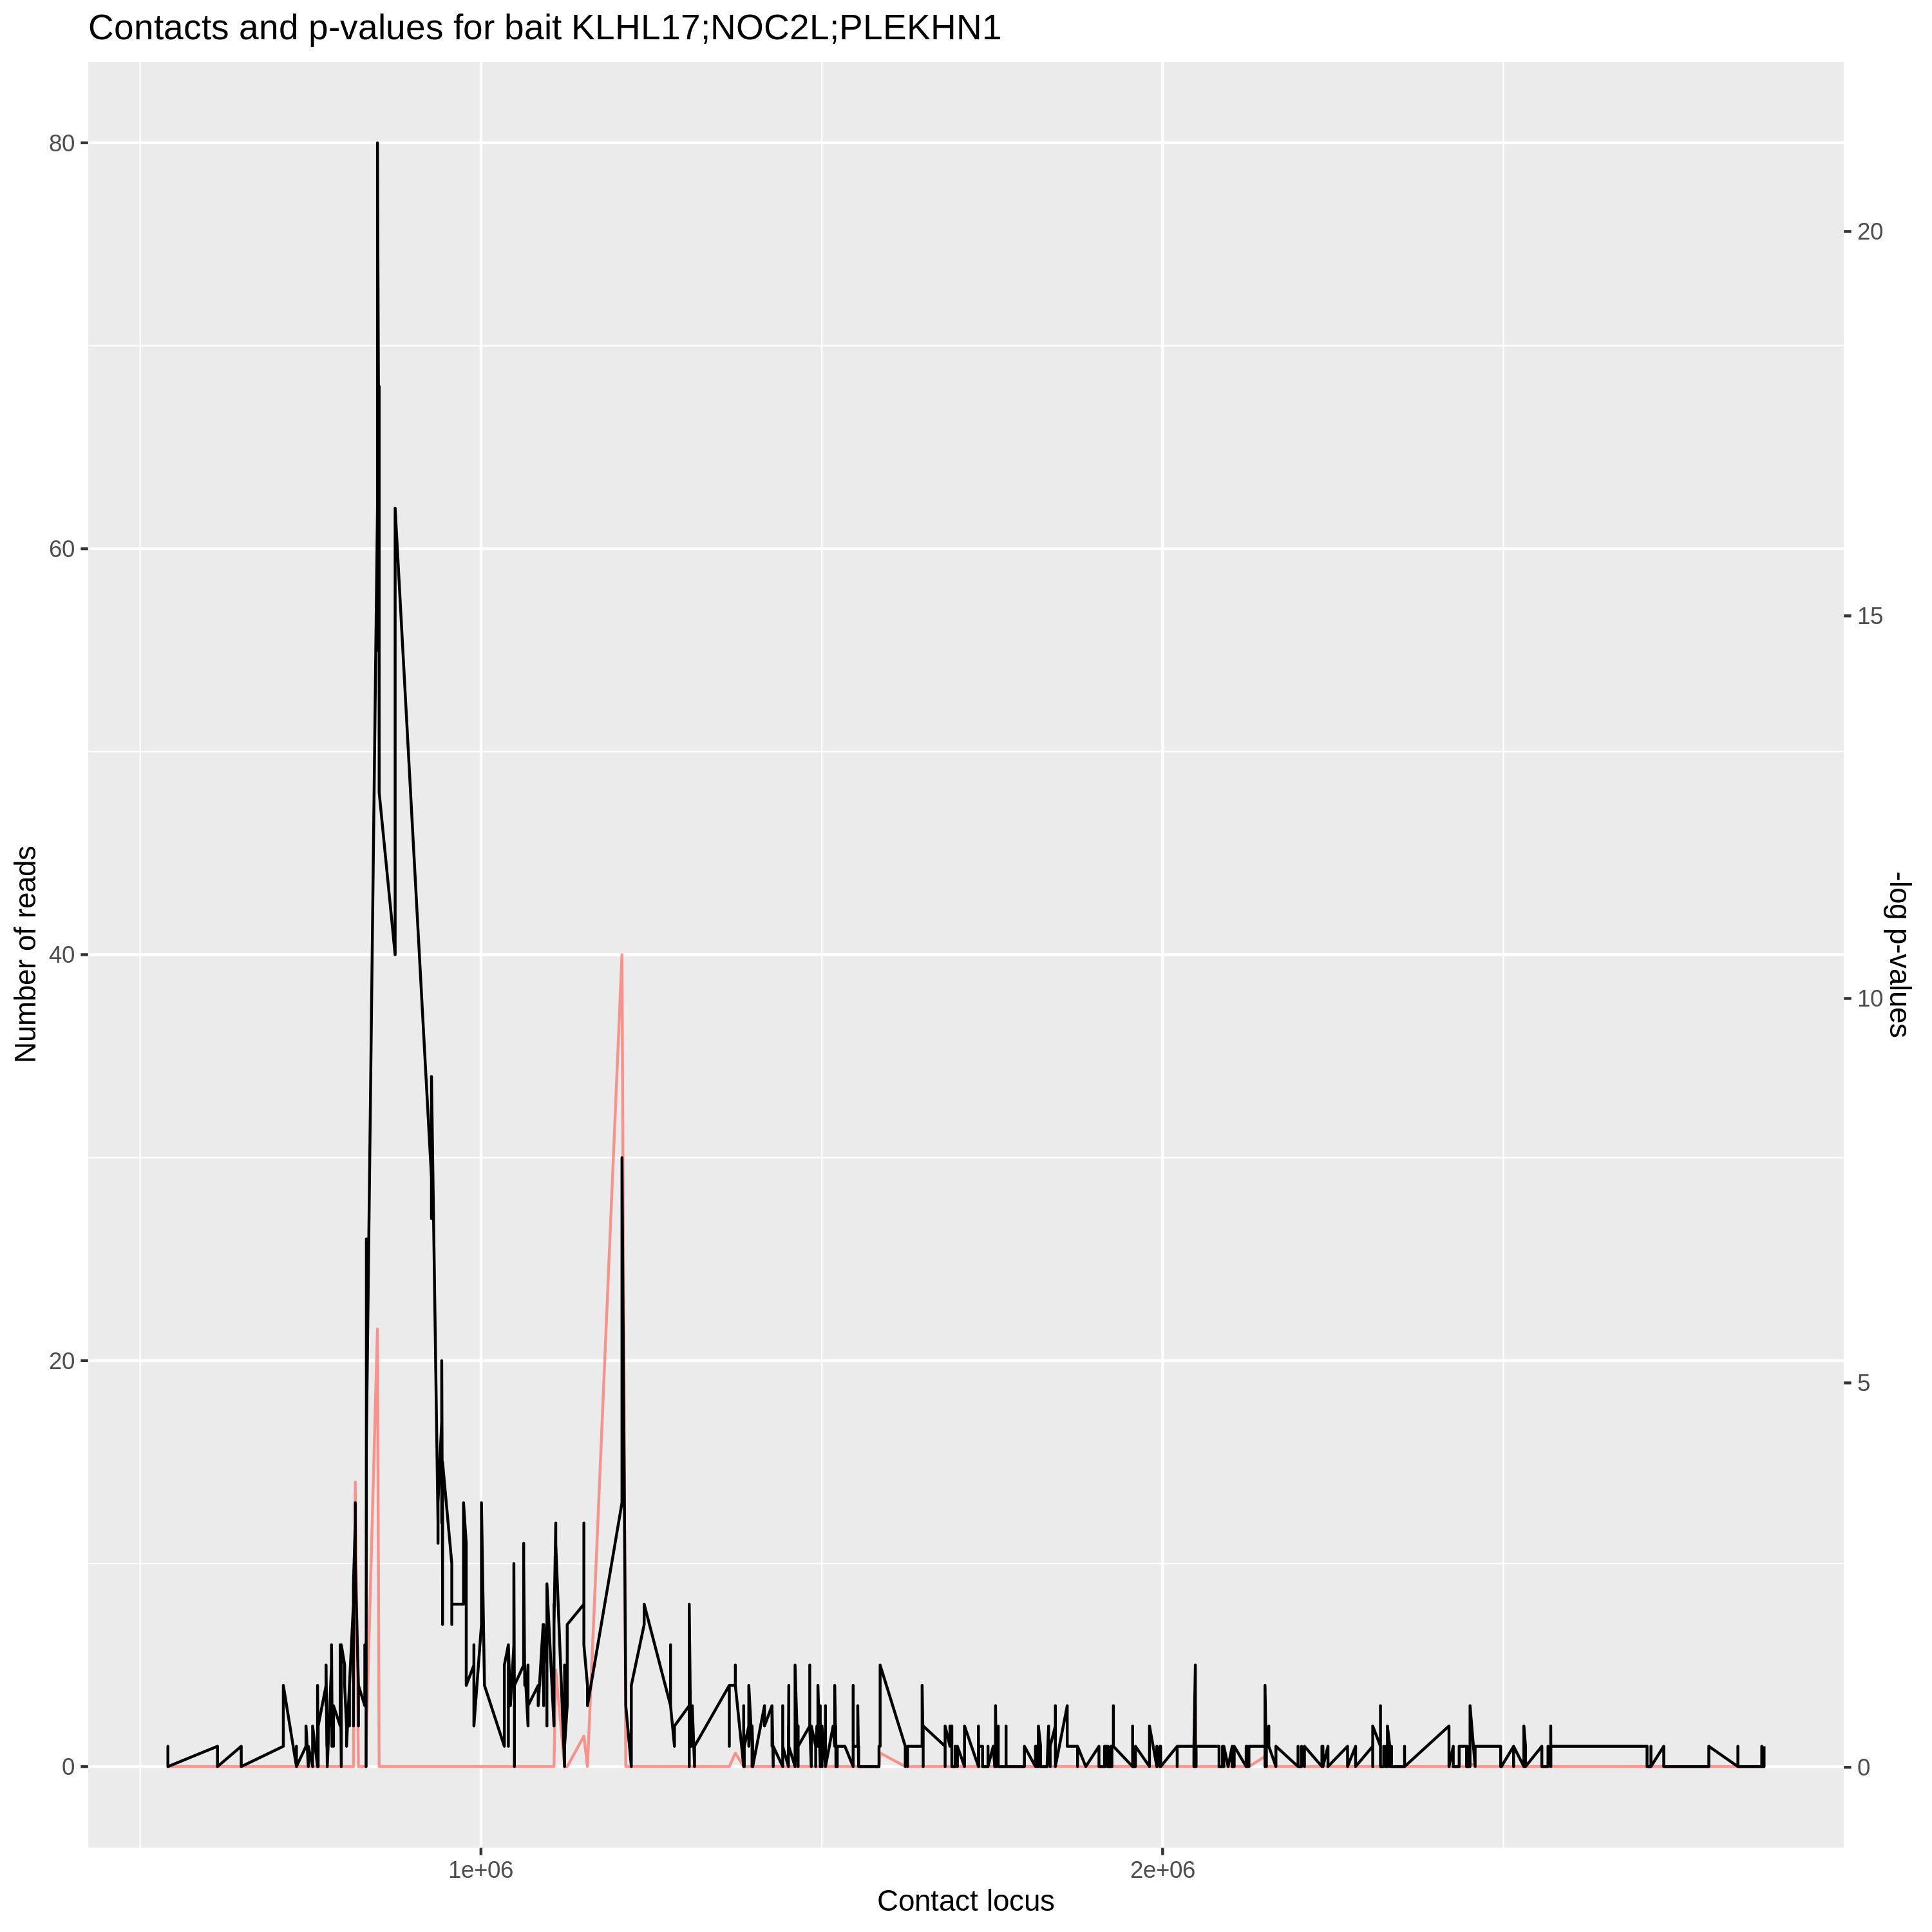 Contacts and p-values for bait KLHL17;NOC2L;PLEKHN1
80
60
40
20
0
Number of reads
20
15
10
5
0
-log p-values
1e+06
2e+06
Contact locus